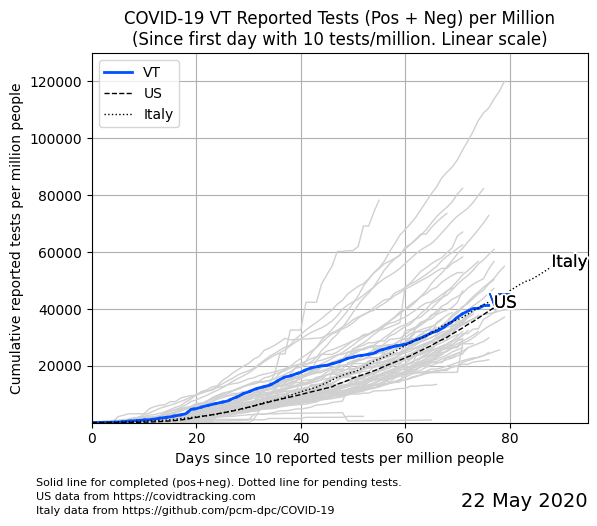 COVID-19 VT Reported Tests (Pos + Neg) per Million
(Since first day with 10 tests/million. Linear scale)
Cumulative reported tests per million people
120000
100000
80000
60000
40000
20000
VT
US
Italy
Italy
US
0
20
40
60
80
Days since 10 reported tests per million people
Solid line for completed (pos+neg). Dotted line for pending tests.
US data from https://covidtracking.com
Italy data from https://github.com/pcm-dpc/COVID-19
22 May 2020